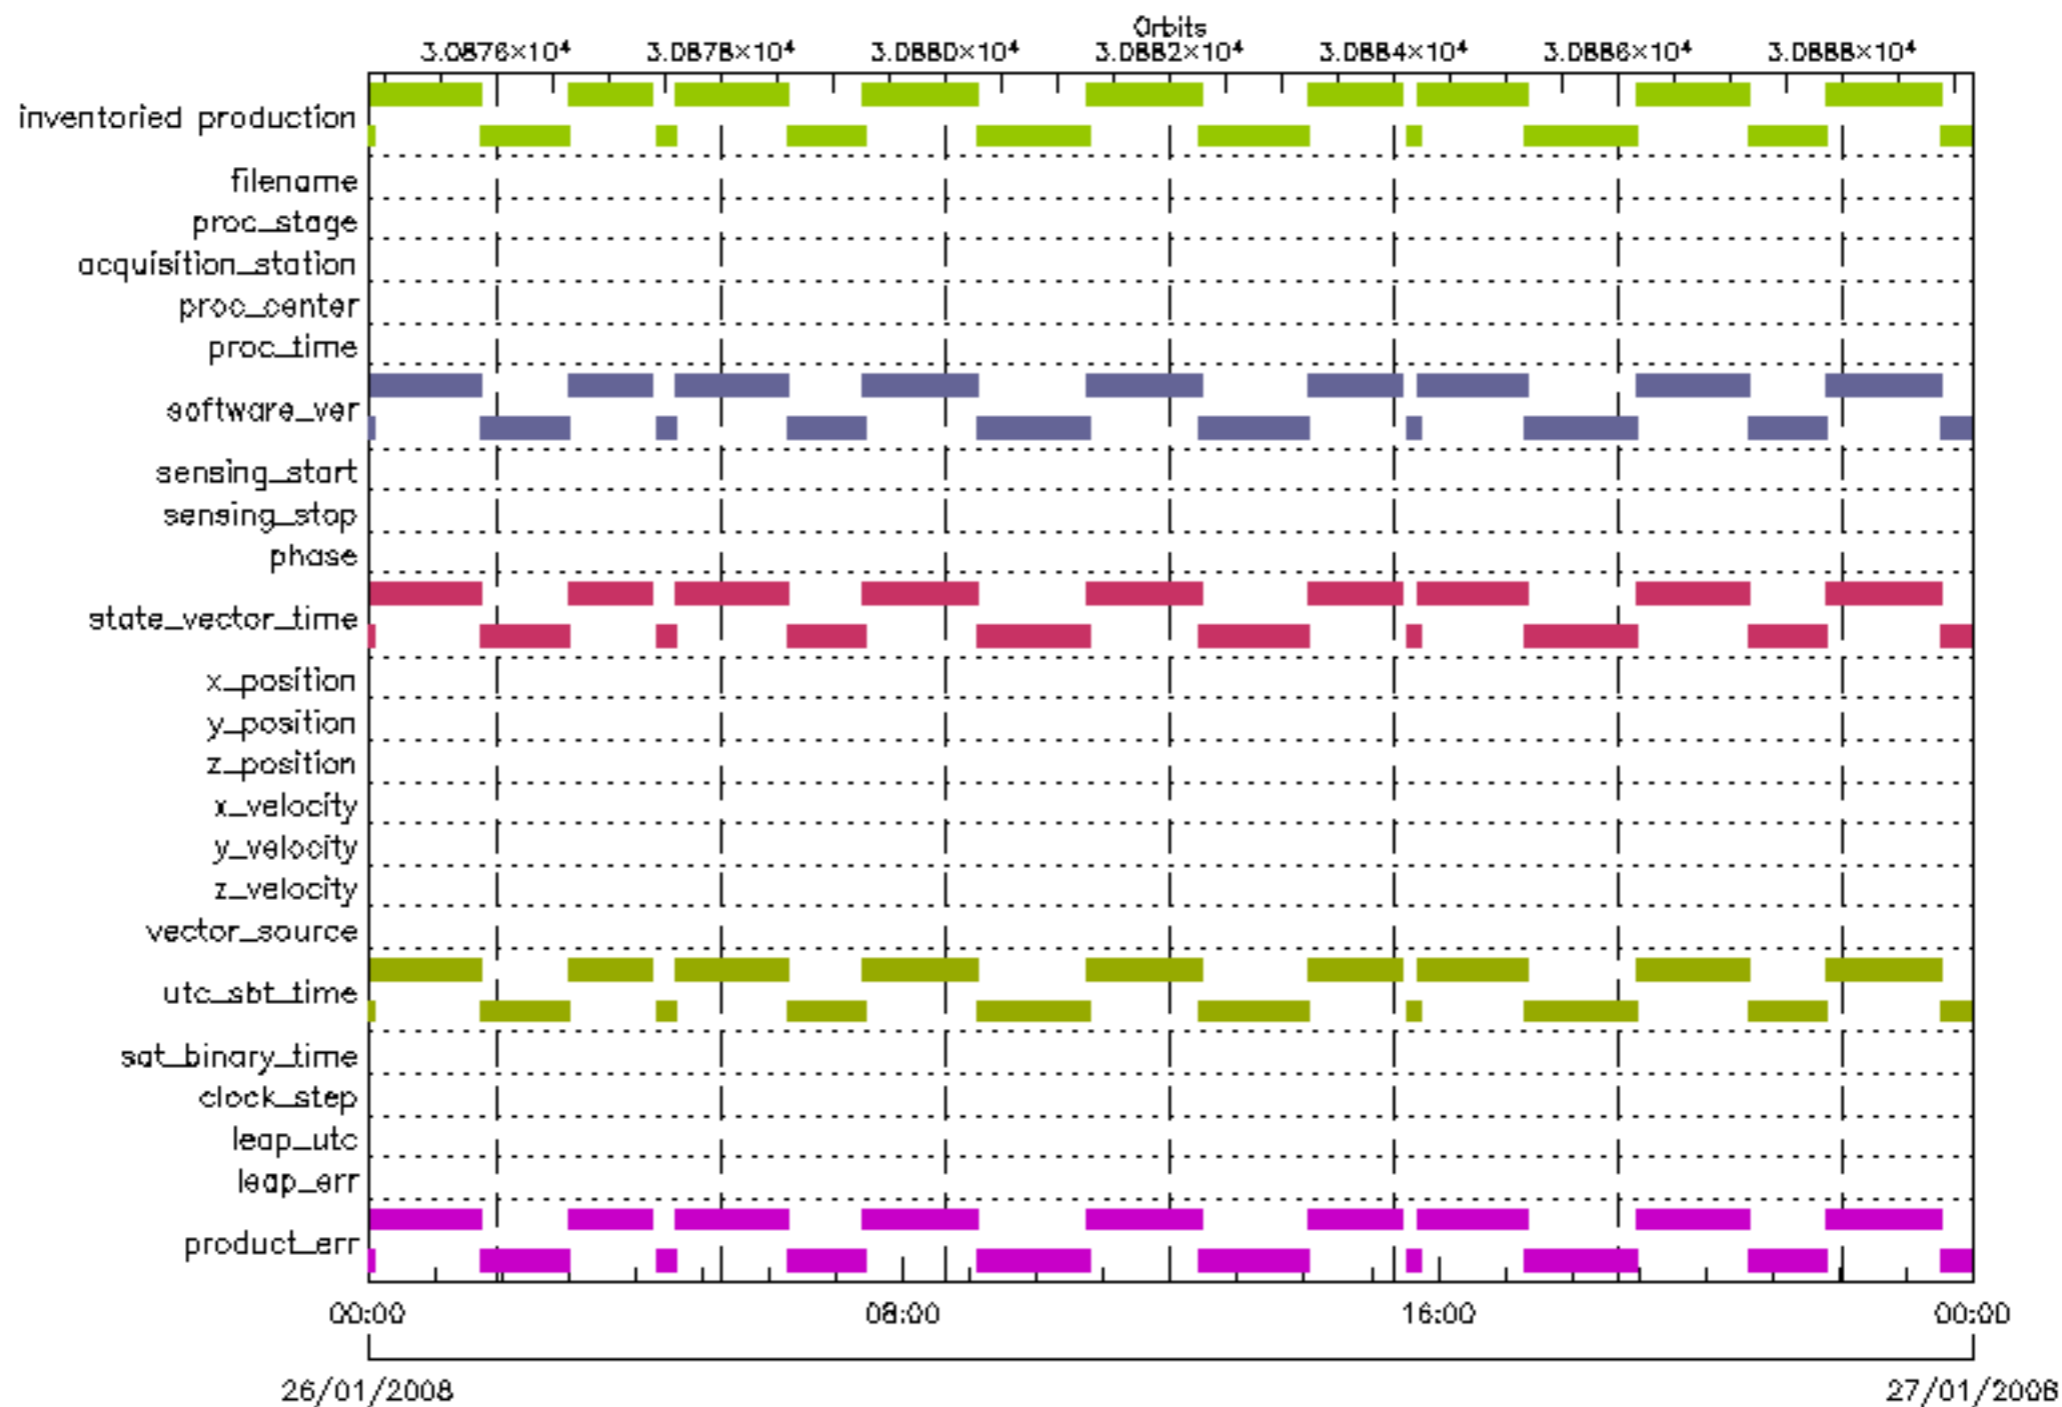 Orbits
3.0876×10⁴ 3.0878×10⁴ 3.0880×10⁴ 3.0882×10⁴ 3.0884×10⁴ 3.0886×10⁴ 3.0888×10⁴
inventoried production
filename
proc_stage
acquisition_station
proc_center
proc_time
software_ver
sensing_start
sensing_stop
phase
state_vector_time
x_position
y_position
z_position
x_velocity
y_velocity
z_velocity
vector_source
utc_sbt_time
sat_binary_time
clock_step
leap_utc
leap_err
product_err
00:00 08:00 16:00 00:00
26/01/2008 27/01/2008